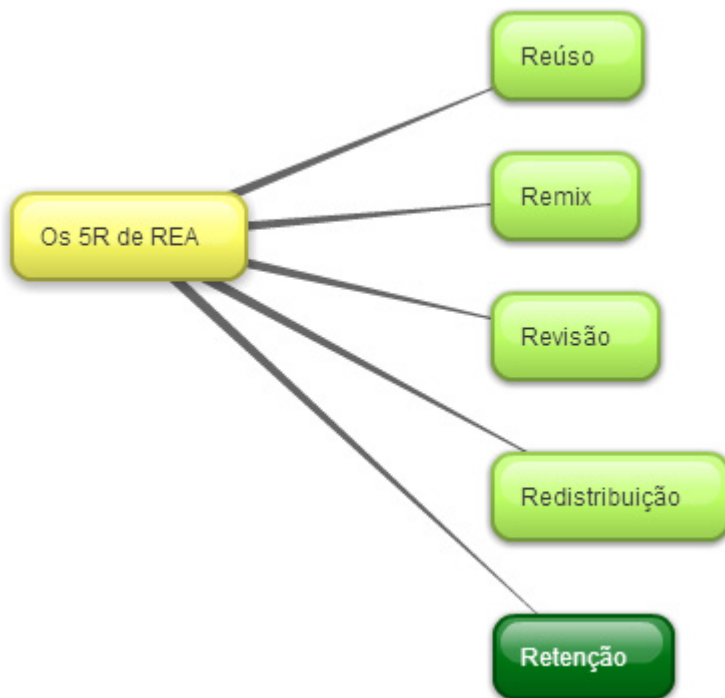 Reúso
Remix
Os 5R de REA
Revisão
Redistribuição
Retenção